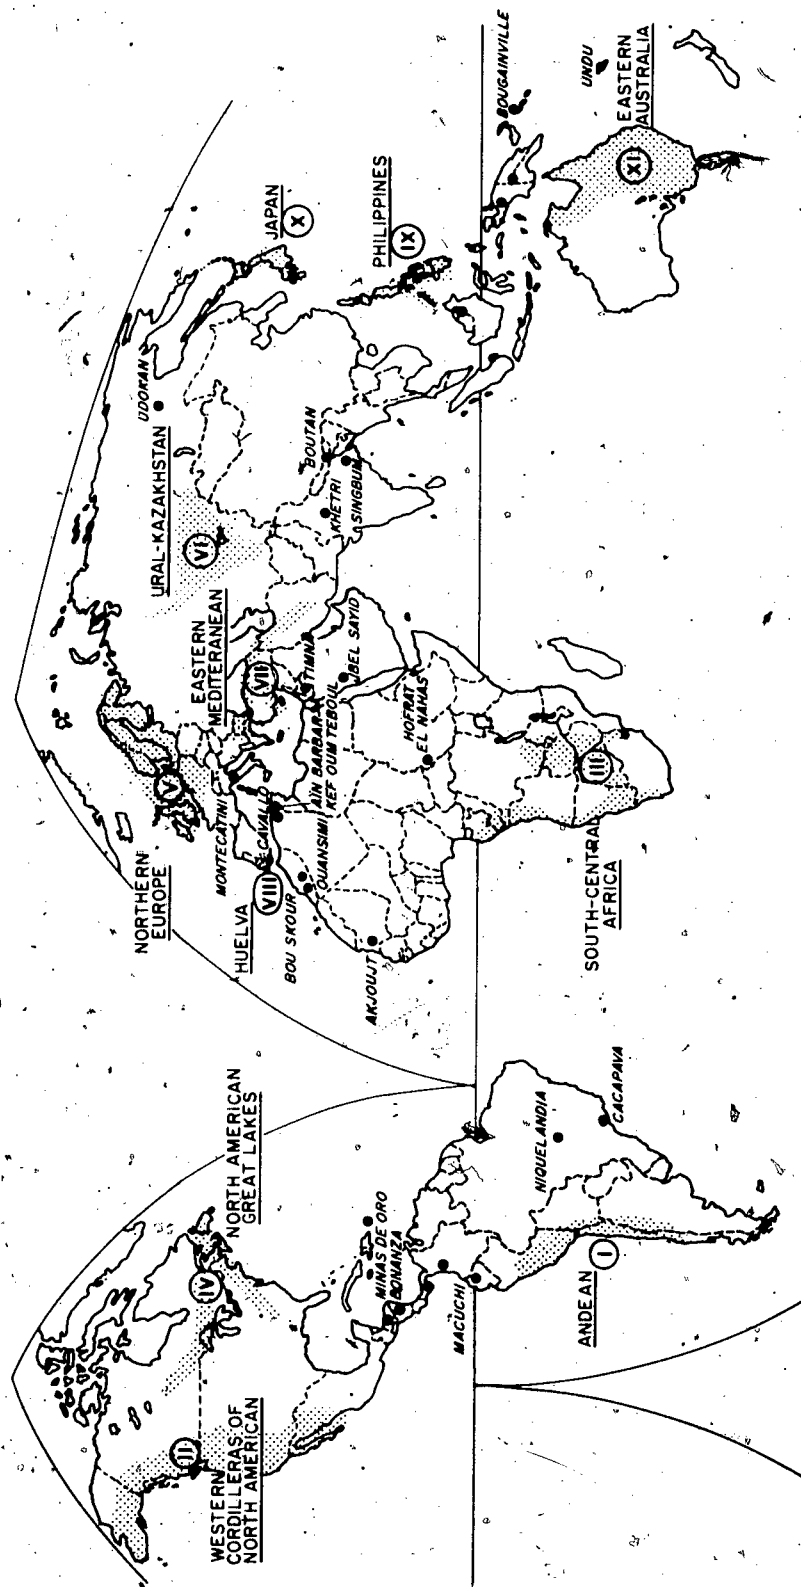 WESTERN
CORDILLERAS OF
NORTH AMERICAN
II
NORTH AMERICAN
GREAT LAKES
IV
MINAS DE ORO
BONANZA
MACUCHI
ANDEAN
I
NIQUELANDIA
CACAPAVA
NORTHERN
EUROPE
V
HUELVA
VIII
MONTECATINI
CAVALLO
BOU SKOUR
OUANSIMI
AKJOUJT
AÏN BARBAR
KEF OUM TEBOUL
EASTERN
MEDITERANEAN
VII
TIMNA
JBEL SAYID
HOFRAT
EL NAHAS
SOUTH-CENTRAL
AFRICA
III
URAL-KAZAKHSTAN
VI
UDOKAN
BOUTAN
KHETRI
SINGBUM
JAPAN
X
PHILIPPINES
IX
BOUGAINVILLE
UNDU
EASTERN
AUSTRALIA
XI